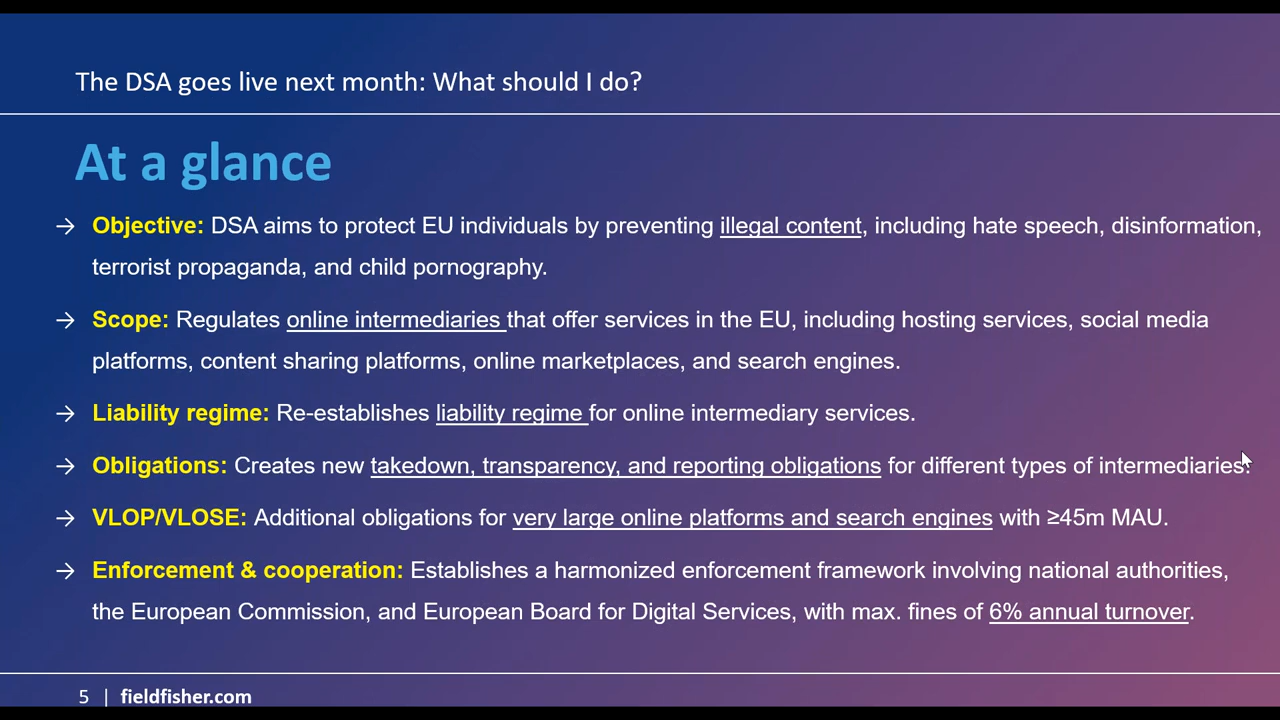 The DSA goes live next month: What should I do?
At a glance
→ Objective: DSA aims to protect EU individuals by preventing illegal content, including hate speech, disinformation,
terrorist propaganda, and child pornography.
→ Scope: Regulates online intermediaries that offer services in the EU, including hosting services, social media
platforms, content sharing platforms, online marketplaces, and search engines.
→ Liability regime: Re-establishes liability regime for online intermediary services.
→ Obligations: Creates new takedown, transparency, and reporting obligations for different types of intermediaries.
→ VLOP/VLOSE: Additional obligations for very large online platforms and search engines with ≥45m MAU.
→ Enforcement & cooperation: Establishes a harmonized enforcement framework involving national authorities,
the European Commission, and European Board for Digital Services, with max. fines of 6% annual turnover.
5 | fieldfisher.com